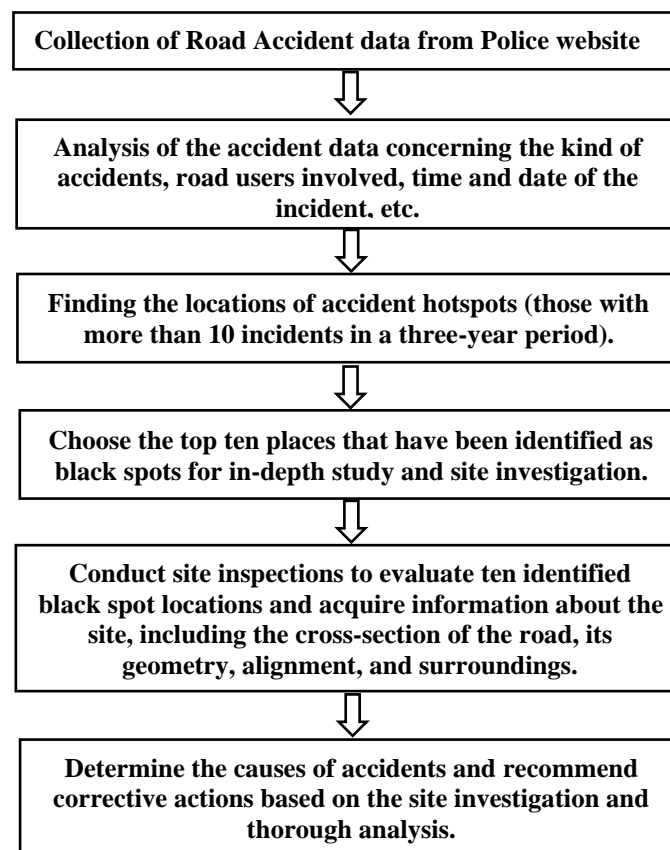 Collection of Road Accident data from Police website
Analysis of the accident data concerning the kind of
accidents, road users involved, time and date of the
incident, etc.
Finding the locations of accident hotspots (those with
more than 10 incidents in a three-year period).
Choose the top ten places that have been identified as
black spots for in-depth study and site investigation.
Conduct site inspections to evaluate ten identified
black spot locations and acquire information about the
site, including the cross-section of the road, its
geometry, alignment, and surroundings.
Determine the causes of accidents and recommend
corrective actions based on the site investigation and
thorough analysis.